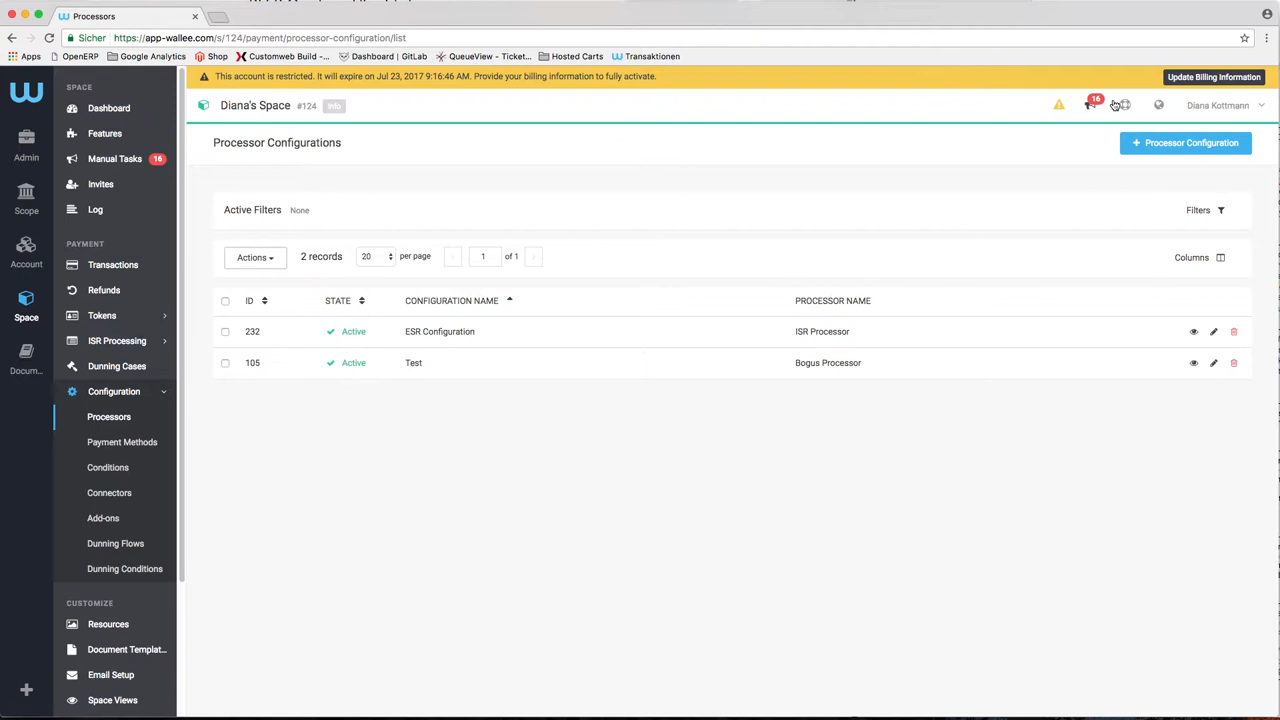 Processors
Sicher https://app-wallee.com/s/124/payment/processor-configuration/list
Apps OpenERP Google Analytics Shop Customweb Build -... Dashboard | GitLab QueueView - Ticket... Hosted Carts Transaktionen
This account is restricted. It will expire on Jul 23, 2017 9:16:46 AM. Provide your billing information to fully activate.
Update Billing Information
Diana's Space #124 Info
16
Diana Kottmann
Admin
Scope
Account
Space
Docum...
SPACE
Dashboard
Features
Manual Tasks 16
Invites
Log
PAYMENT
Transactions
Refunds
Tokens
ISR Processing
Dunning Cases
Configuration
Processors
Payment Methods
Conditions
Connectors
Add-ons
Dunning Flows
Dunning Conditions
CUSTOMIZE
Resources
Document Templat...
Email Setup
Space Views
Processor Configurations
+ Processor Configuration
Active Filters None
Filters
Actions 2 records 20 per page 1 of 1
Columns
ID STATE CONFIGURATION NAME PROCESSOR NAME
232 Active ESR Configuration ISR Processor
105 Active Test Bogus Processor